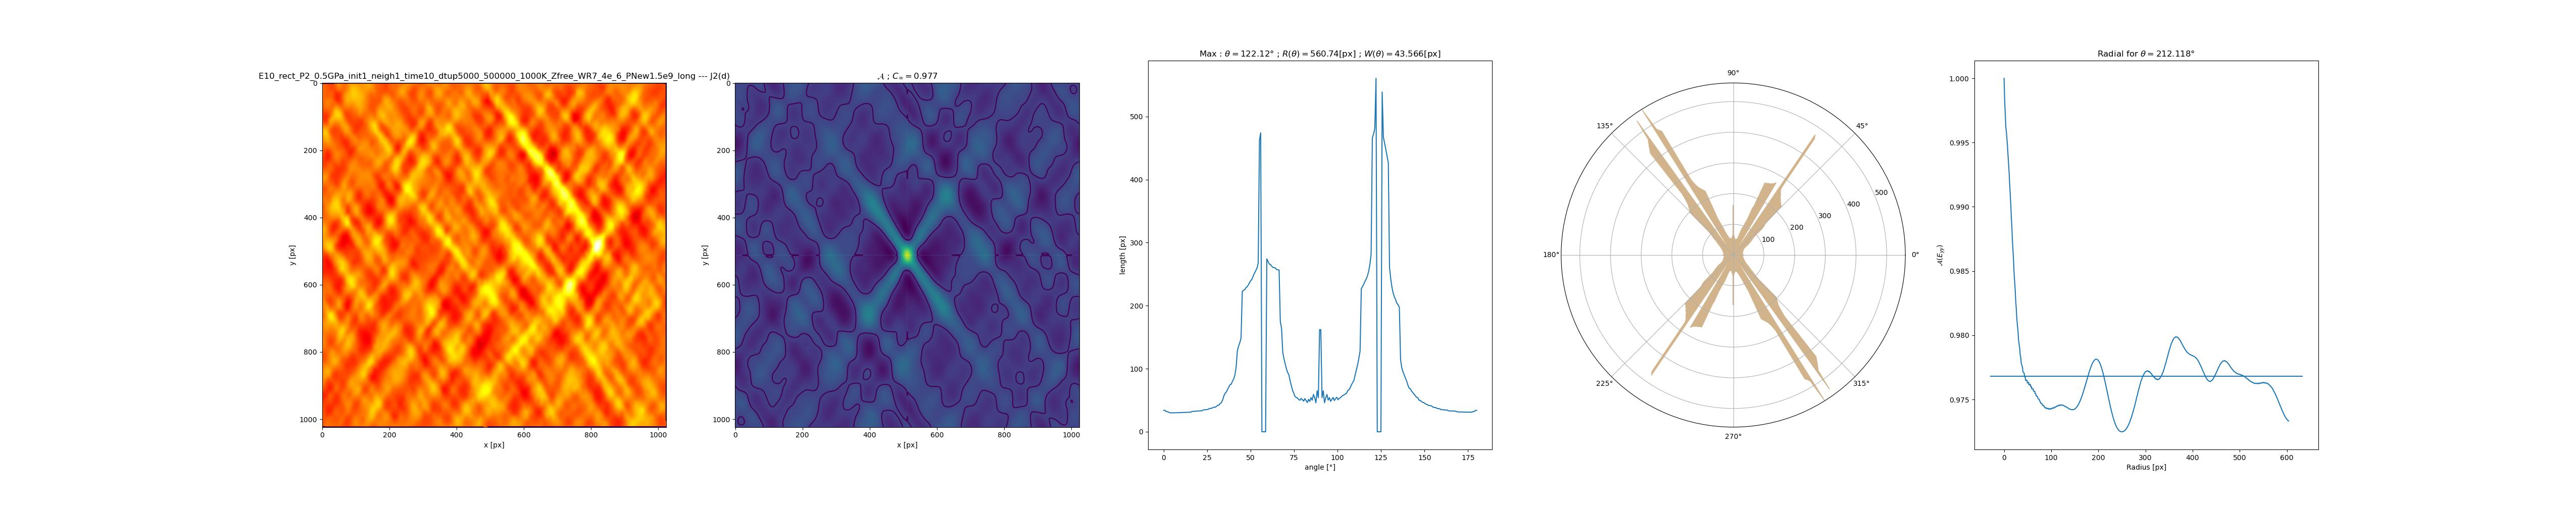 E10_rect_P2_0.5GPa_init1_neigh1_time10_dtup5000_500000_1000K_Zfree_WR7_4e_6_PNew1.5e9_long --- J2(d)
0
200
400
600
800
1000
y [px]
0 200 400 600 800 1000
x [px]
𝒜 ; C∞ = 0.977
0
200
400
600
800
1000
y [px]
0 200 400 600 800 1000
x [px]
Max : θ = 122.12° ; R(θ) = 560.74[px] ; W(θ) = 43.566[px]
500
400
300
200
100
0
length [px]
0 25 50 75 100 125 150 175
angle [°]
90°
135° 45°
500
400
300
200
100
180° 0°
225° 315°
270°
Radial for θ = 212.118°
1.000
0.995
0.990
0.985
0.980
0.975
𝒜(Eyy)
0 100 200 300 400 500 600
Radius [px]